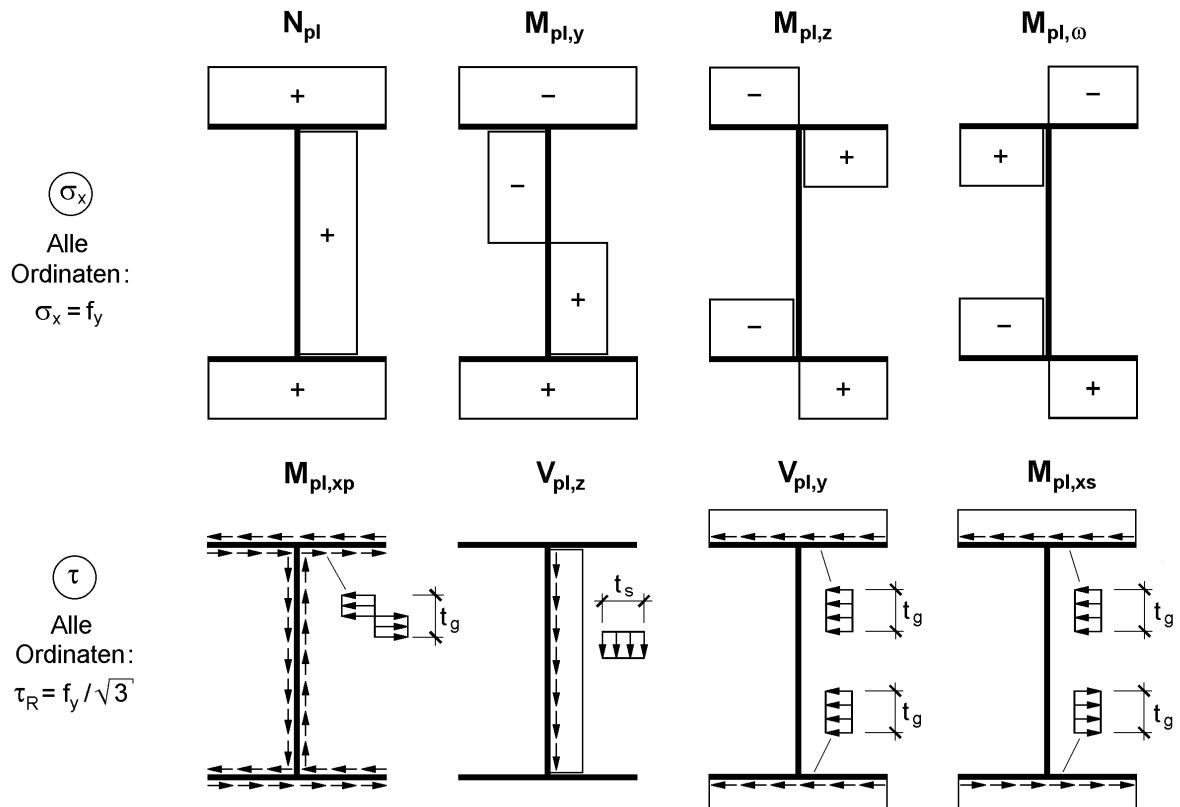 N_pl
M_pl,y
M_pl,z
M_pl,ω
+
−
−
−
+
−
+
+
−
+
−
−
+
+
+
+
σ_x
Alle
Ordinaten:
σ_x = f_y
M_pl,xp
V_pl,z
V_pl,y
M_pl,xs
τ
Alle
Ordinaten:
τ_R = f_y / √3
t_g
t_s
t_g
t_g
t_g
t_g